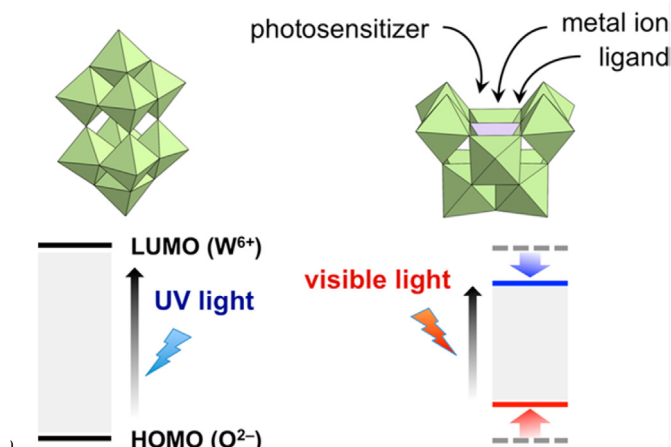 photosensitizer
metal ion
ligand
LUMO (W⁶⁺)
UV light
visible light
)
HOMO (O²⁻)